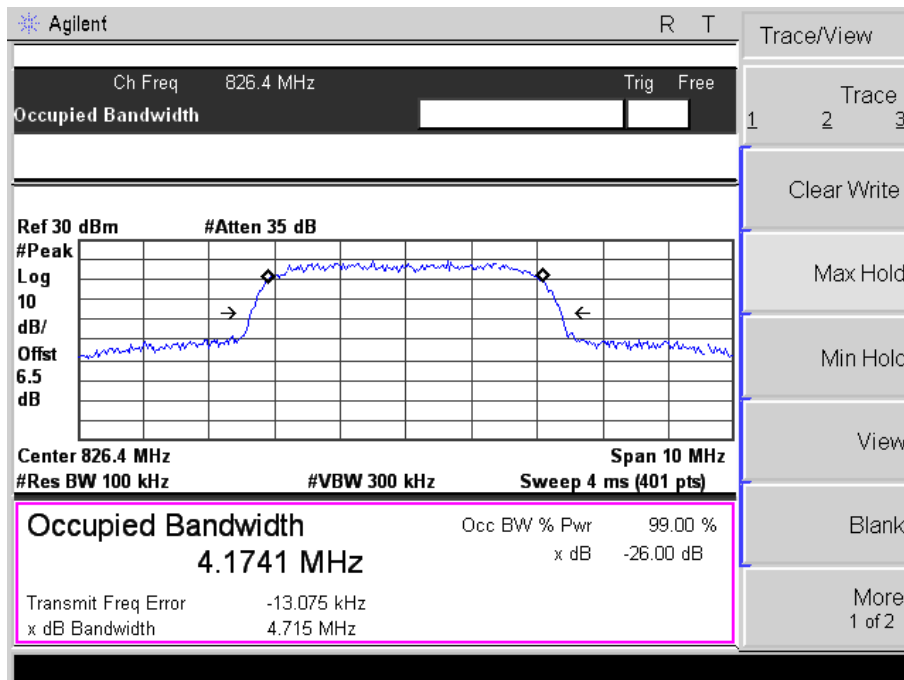 Agilent R T
Ch Freq 826.4 MHz Trig Free
Occupied Bandwidth
Ref 30 dBm #Atten 35 dB
#Peak
Log
10
dB/
Offst
6.5
dB
Center 826.4 MHz Span 10 MHz
#Res BW 100 kHz #VBW 300 kHz Sweep 4 ms (401 pts)
Occupied Bandwidth
4.1741 MHz
Occ BW % Pwr 99.00 %
x dB -26.00 dB
Transmit Freq Error -13.075 kHz
x dB Bandwidth 4.715 MHz
Trace/View
Trace
1 2 3
Clear Write
Max Hold
Min Hold
View
Blank
More
1 of 2